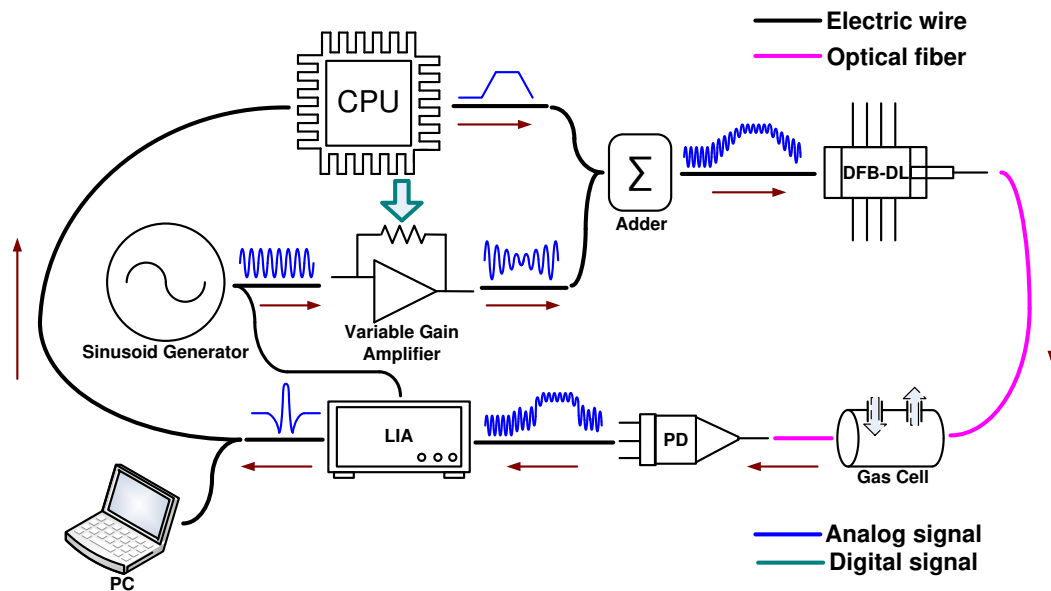 Electric wire
Optical fiber
CPU
DFB-DL
Σ
Adder
Sinusoid Generator
Variable Gain
Amplifier
LIA
PD
Gas Cell
PC
Analog signal
Digital signal